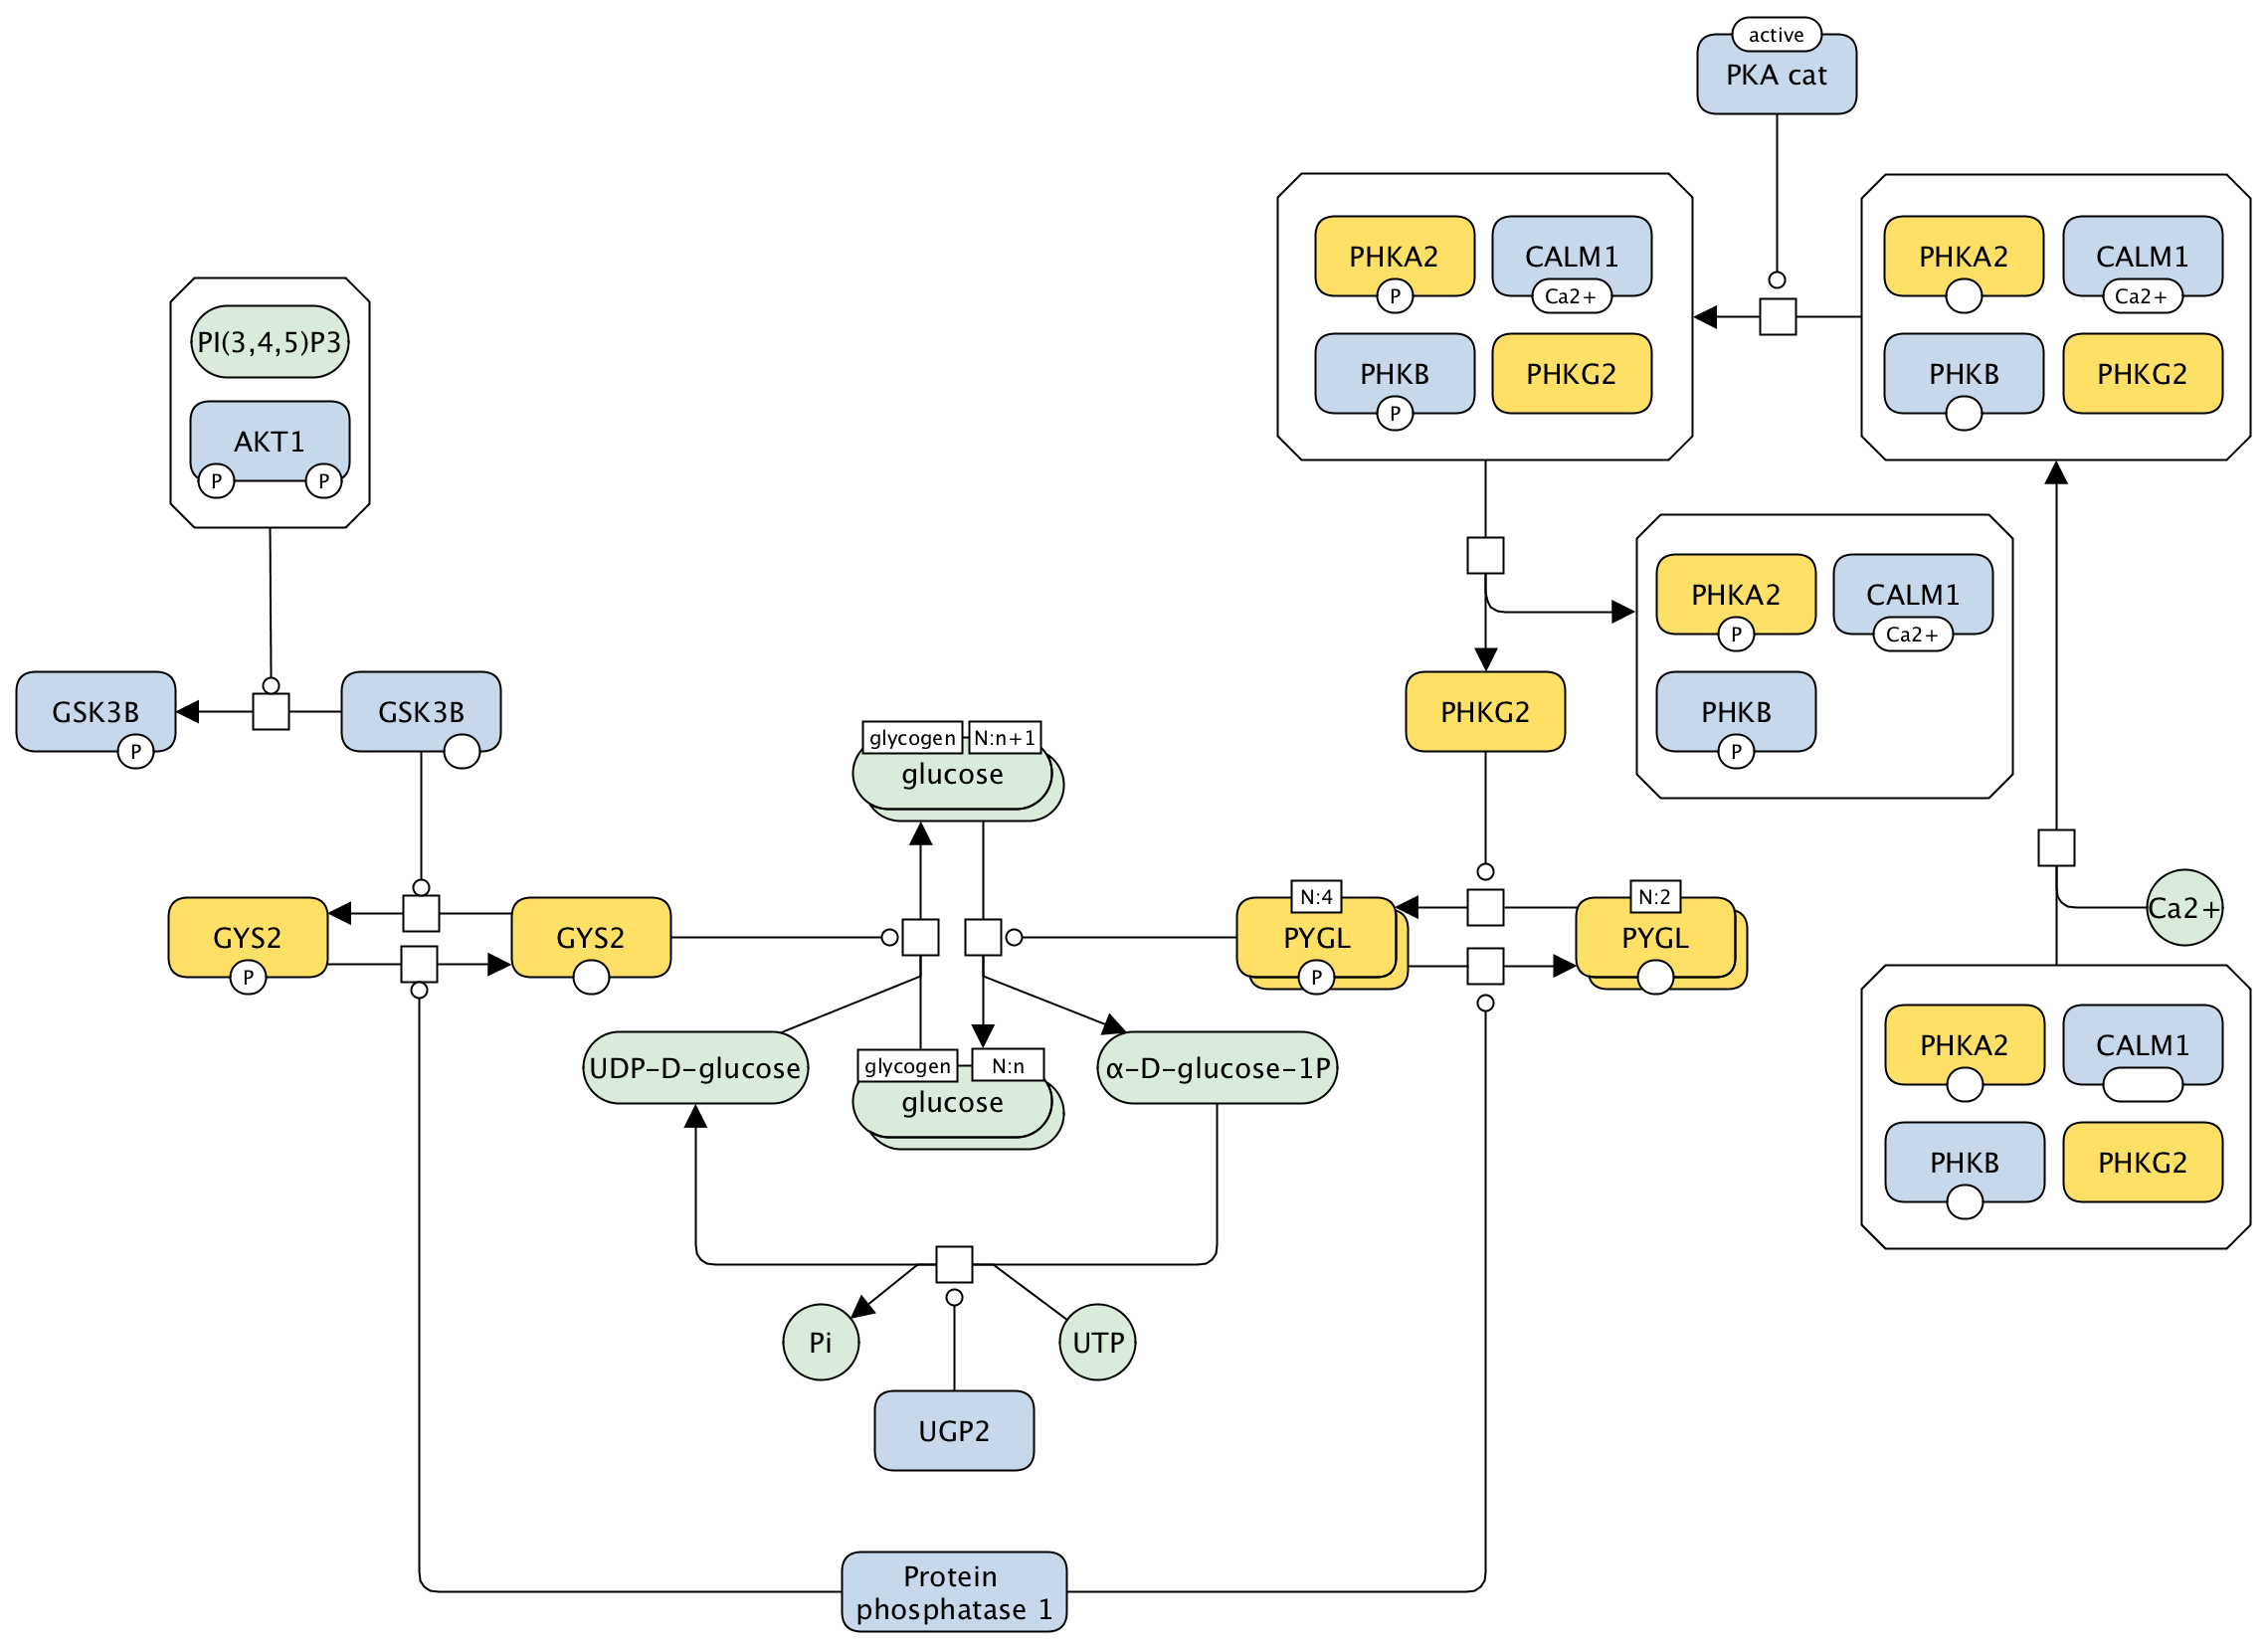 active
PKA cat
PHKA2
P
CALM1
Ca2+
PHKB
P
PHKG2
PHKA2
CALM1
Ca2+
PHKB
PHKG2
PI(3,4,5)P3
AKT1
P
P
PHKA2
P
CALM1
Ca2+
PHKB
P
GSK3B
P
GSK3B
PHKG2
glycogen
N:n+1
glucose
GYS2
P
GYS2
N:4
PYGL
P
N:2
PYGL
Ca2+
UDP-D-glucose
glycogen
N:n
glucose
α-D-glucose-1P
PHKA2
CALM1
PHKB
PHKG2
Pi
UTP
UGP2
Protein
phosphatase 1